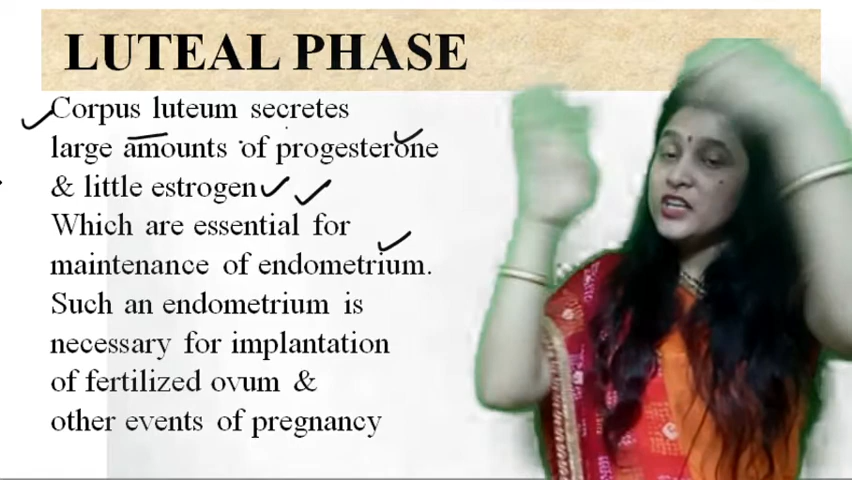 LUTEAL PHASE
Corpus luteum secretes
large amounts of progesterone
& little estrogen
Which are essential for
maintenance of endometrium.
Such an endometrium is
necessary for implantation
of fertilized ovum &
other events of pregnancy